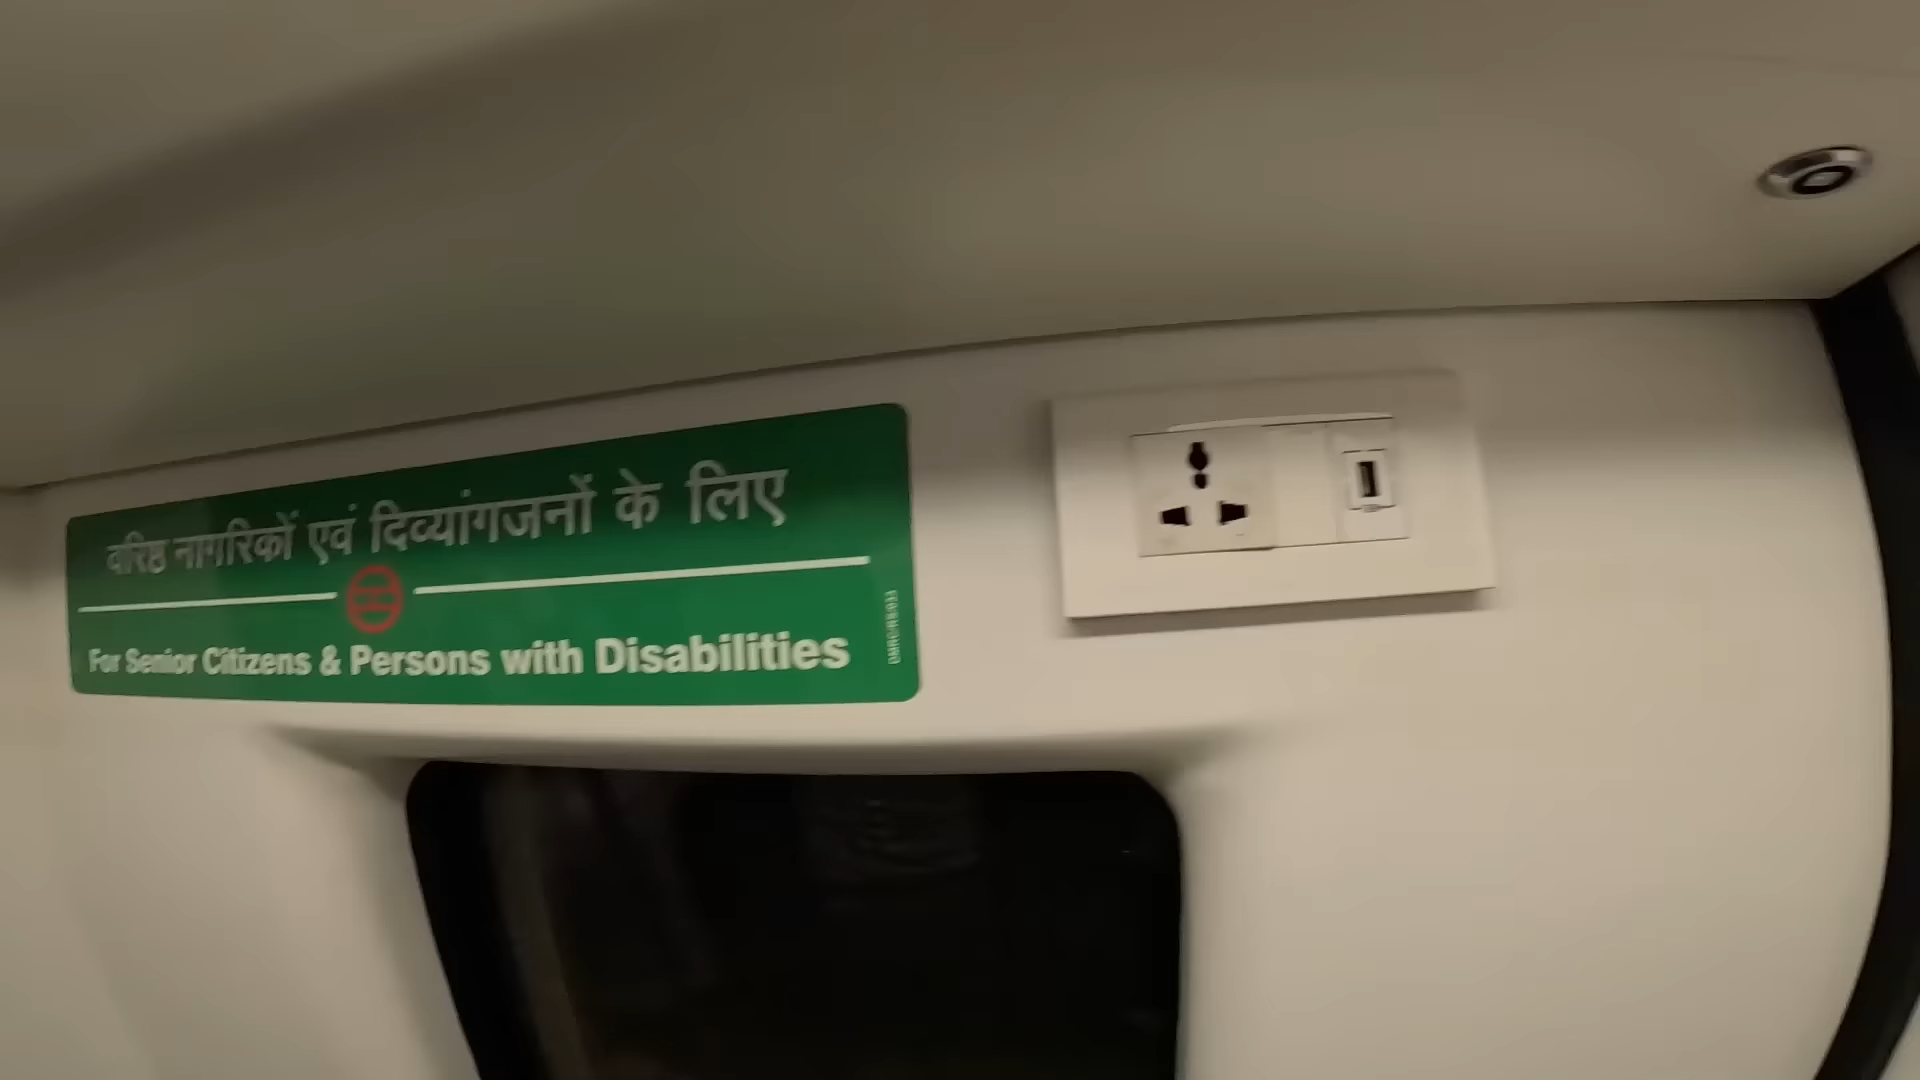 वरिष्ठ नागरिकों एवं दिव्यांगजनों के लिए
For Senior Citizens & Persons with Disabilities